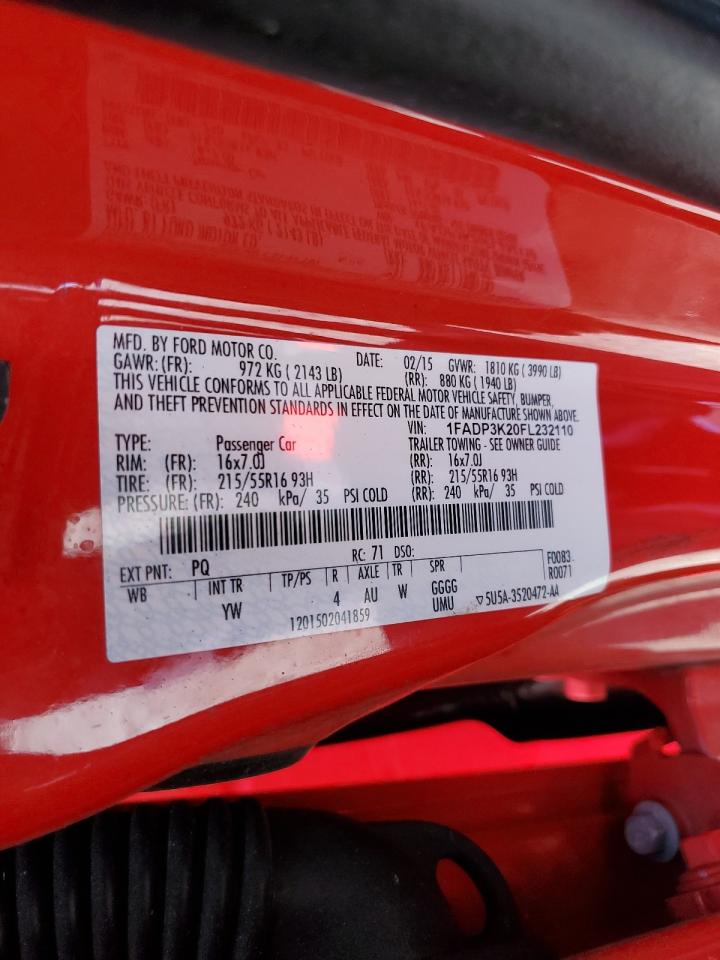 MFD. BY FORD MOTOR CO.
DATE: 02/15 GVWR: 1810 KG ( 3990 LB)
GAWR: (FR): 972 KG ( 2143 LB) (RR): 880 KG ( 1940 LB)
THIS VEHICLE CONFORMS TO ALL APPLICABLE FEDERAL MOTOR VEHICLE SAFETY, BUMPER,
AND THEFT PREVENTION STANDARDS IN EFFECT ON THE DATE OF MANUFACTURE SHOWN ABOVE.
VIN: 1FADP3K20FL232110
TYPE: Passenger Car TRAILER TOWING - SEE OWNER GUIDE
RIM: (FR): 16x7.0J (RR): 16x7.0J
TIRE: (FR): 215/55R16 93H (RR): 215/55R16 93H
PRESSURE: (FR): 240 kPa/ 35 PSI COLD (RR): 240 kPa/ 35 PSI COLD
EXT PNT: PQ RC: 71 DSO: F0083
R0071
WB INT TR TP/PS R AXLE TR SPR
YW 4 AU W GGGG
UMU
1201502041859 ▽ 5U5A-3520472-AA